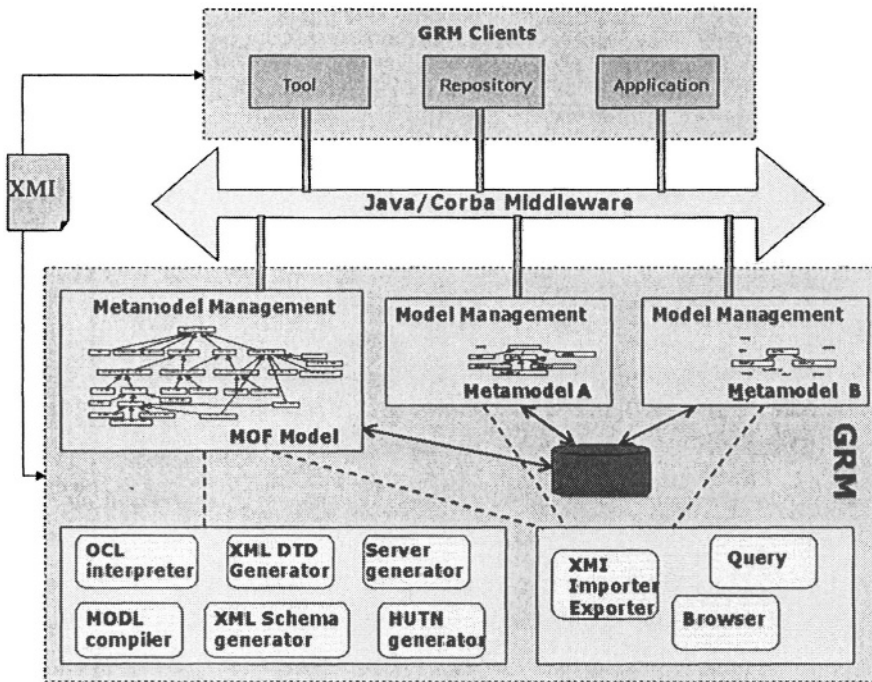 GRM Clients
Tool
Repository
Application
XMI
Java/Corba Middleware
Metamodel Management
MOF Model
Model Management
Metamodel A
Model Management
Metamodel B
GRM
OCL
interpreter
XML DTD
Generator
Server
generator
MODL
compiler
XML Schema
generator
HUTN
generator
XMI
Importer
Exporter
Query
Browser